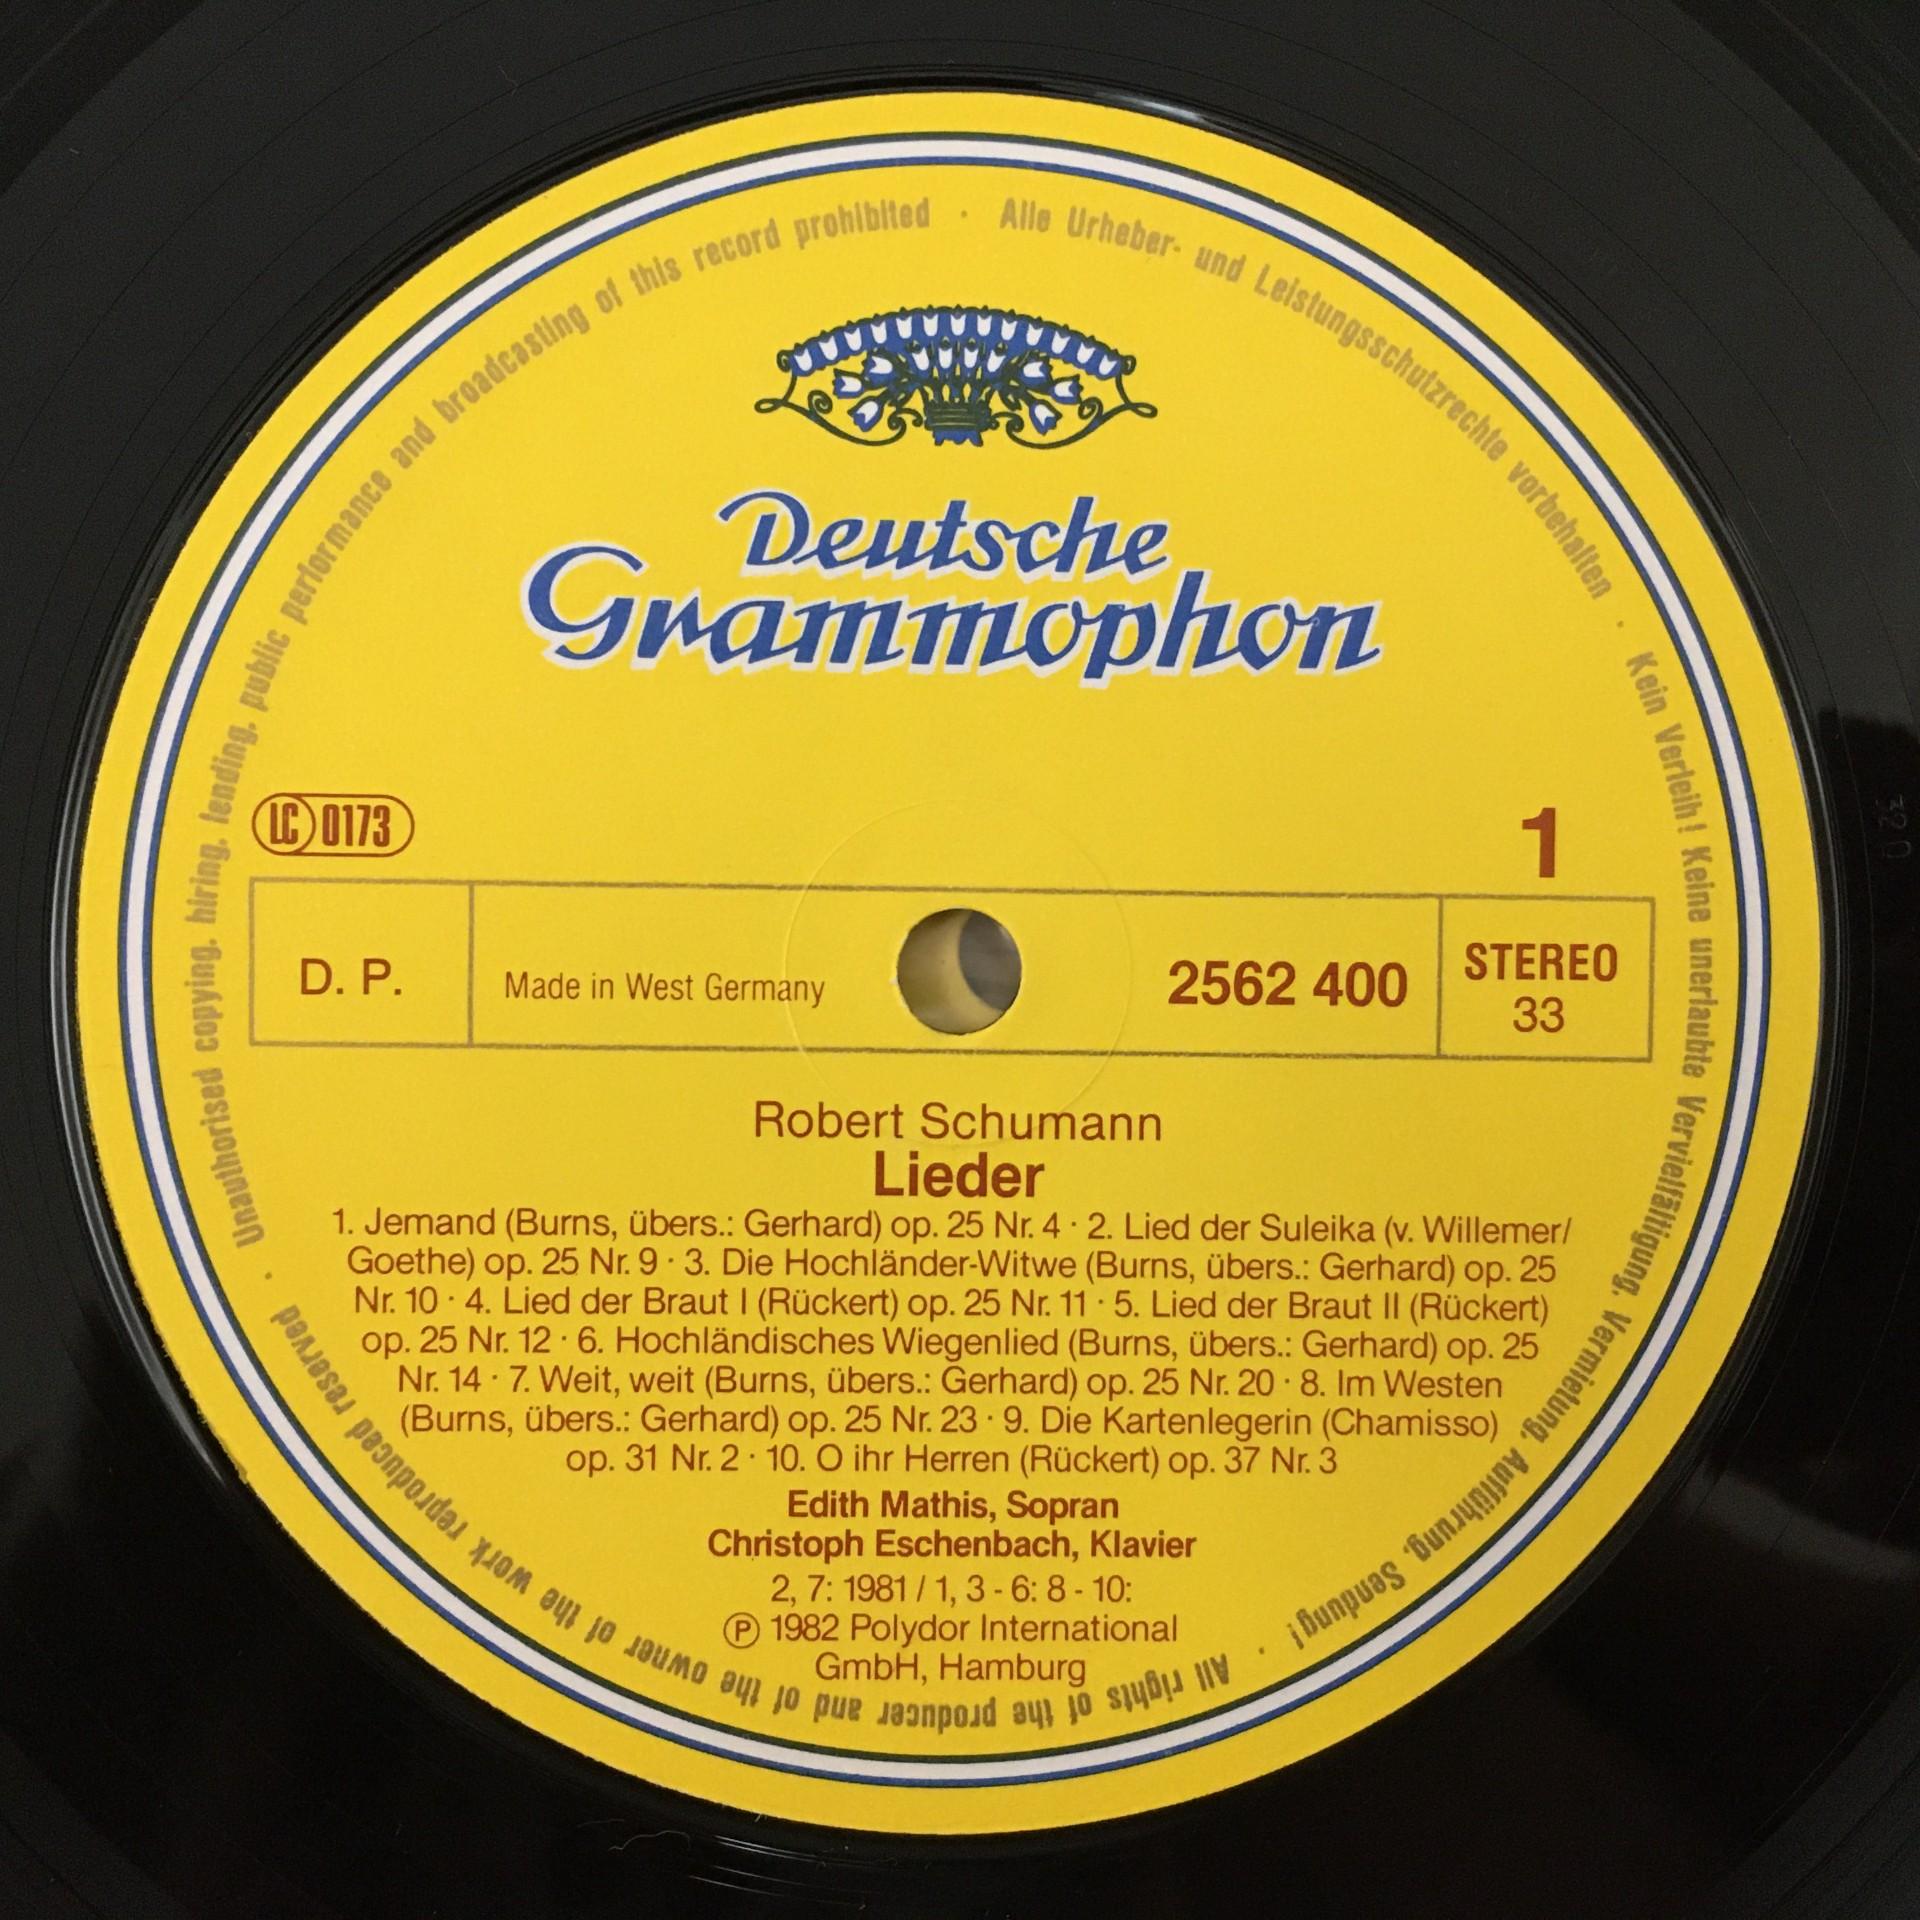 Deutsche
Grammophon
LC 0173
1
D. P.
Made in West Germany
2562 400
STEREO
33
Robert Schumann
Lieder
1. Jemand (Burns, übers.: Gerhard) op. 25 Nr. 4 · 2. Lied der Suleika (v. Willemer/
Goethe) op. 25 Nr. 9 · 3. Die Hochländer-Witwe (Burns, übers.: Gerhard) op. 25
Nr. 10 · 4. Lied der Braut I (Rückert) op. 25 Nr. 11 · 5. Lied der Braut II (Rückert)
op. 25 Nr. 12 · 6. Hochländisches Wiegenlied (Burns, übers.: Gerhard) op. 25
Nr. 14 · 7. Weit, weit (Burns, übers.: Gerhard) op. 25 Nr. 20 · 8. Im Westen
(Burns, übers.: Gerhard) op. 25 Nr. 23 · 9. Die Kartenlegerin (Chamisso)
op. 31 Nr. 2 · 10. O ihr Herren (Rückert) op. 37 Nr. 3
Edith Mathis, Sopran
Christoph Eschenbach, Klavier
2, 7: 1981 / 1, 3 - 6: 8 - 10:
℗ 1982 Polydor International
GmbH, Hamburg
Alle Urheber- und Leistungsschutzrechte vorbehalten · Kein Verleih! Keine unerlaubte Vervielfältigung, Vermietung, Aufführung, Sendung! · All rights of the producer and of the owner of the work reproduced reserved · Unauthorised copying, hiring, lending, public performance and broadcasting of this record prohibited ·
320